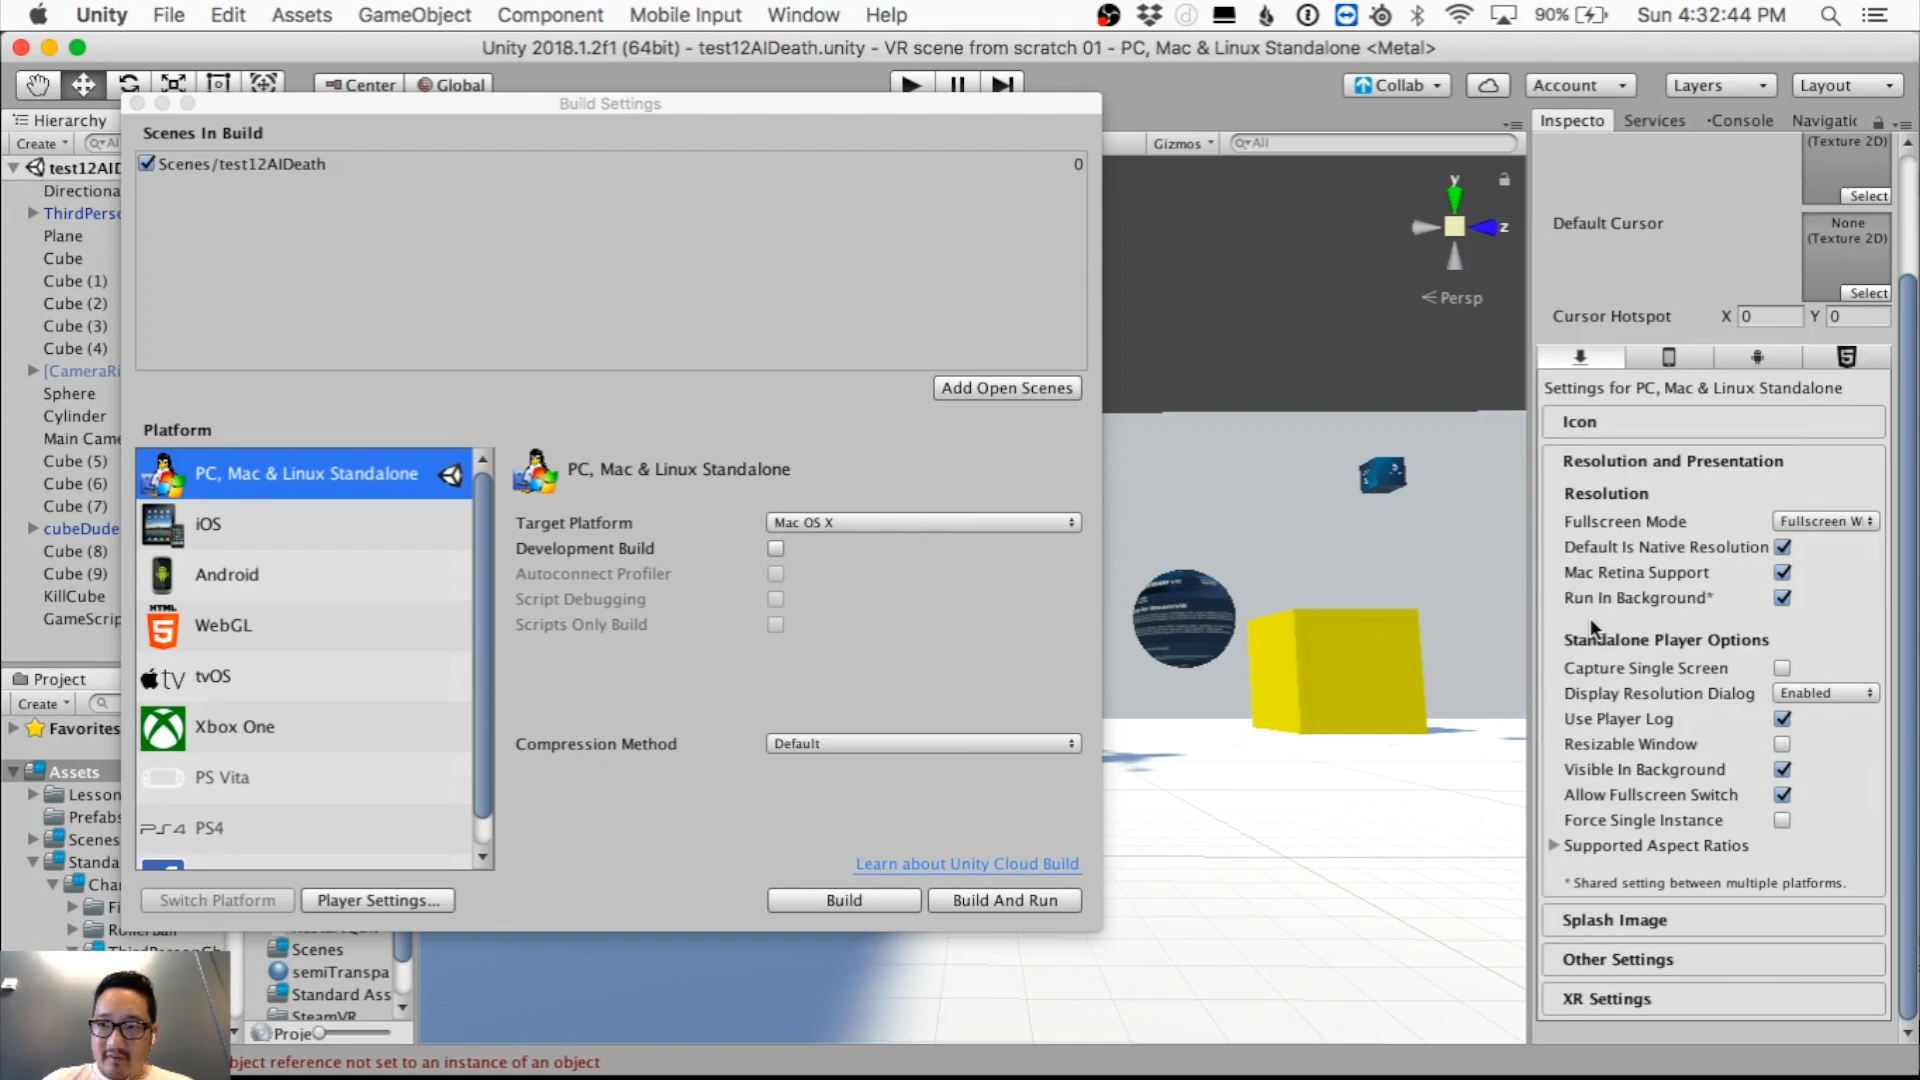 Unity File Edit Assets GameObject Component Mobile Input Window Help 90% Sun 4:32:44 PM
Unity 2018.1.2f1 (64bit) - test12AIDeath.unity - VR scene from scratch 01 - PC, Mac & Linux Standalone <Metal>
Center Global Collab Account Layers Layout
Hierarchy
Create
test12AID
Directiona
ThirdPerso
Plane
Cube
Cube (1)
Cube (2)
Cube (3)
Cube (4)
[CameraRi
Sphere
Cylinder
Main Came
Cube (5)
Cube (6)
Cube (7)
cubeDude
Cube (8)
Cube (9)
KillCube
GameScrip
Project
Create
Favorites
Assets
Lesson
Prefabs
Scenes
Standa
Cha
Fi
RollerBall
Build Settings
Scenes In Build
Scenes/test12AIDeath 0
Add Open Scenes
Platform
PC, Mac & Linux Standalone
iOS
Android
HTML
5
WebGL
tv tvOS
Xbox One
PS Vita
PS4 PS4
PC, Mac & Linux Standalone
Target Platform Mac OS X
Development Build
Autoconnect Profiler
Script Debugging
Scripts Only Build
Compression Method Default
Learn about Unity Cloud Build
Switch Platform Player Settings... Build Build And Run
Scenes
semiTranspa
Standard Ass
SteamVR
Proje
bject reference not set to an instance of an object
Gizmos All
y
z
Persp
Inspecto Services Console Navigatic
(Texture 2D)
Select
Default Cursor
None
(Texture 2D)
Select
Cursor Hotspot X 0 Y 0
5
Settings for PC, Mac & Linux Standalone
Icon
Resolution and Presentation
Resolution
Fullscreen Mode Fullscreen W
Default Is Native Resolution
Mac Retina Support
Run In Background*
Standalone Player Options
Capture Single Screen
Display Resolution Dialog Enabled
Use Player Log
Resizable Window
Visible In Background
Allow Fullscreen Switch
Force Single Instance
Supported Aspect Ratios
* Shared setting between multiple platforms.
Splash Image
Other Settings
XR Settings